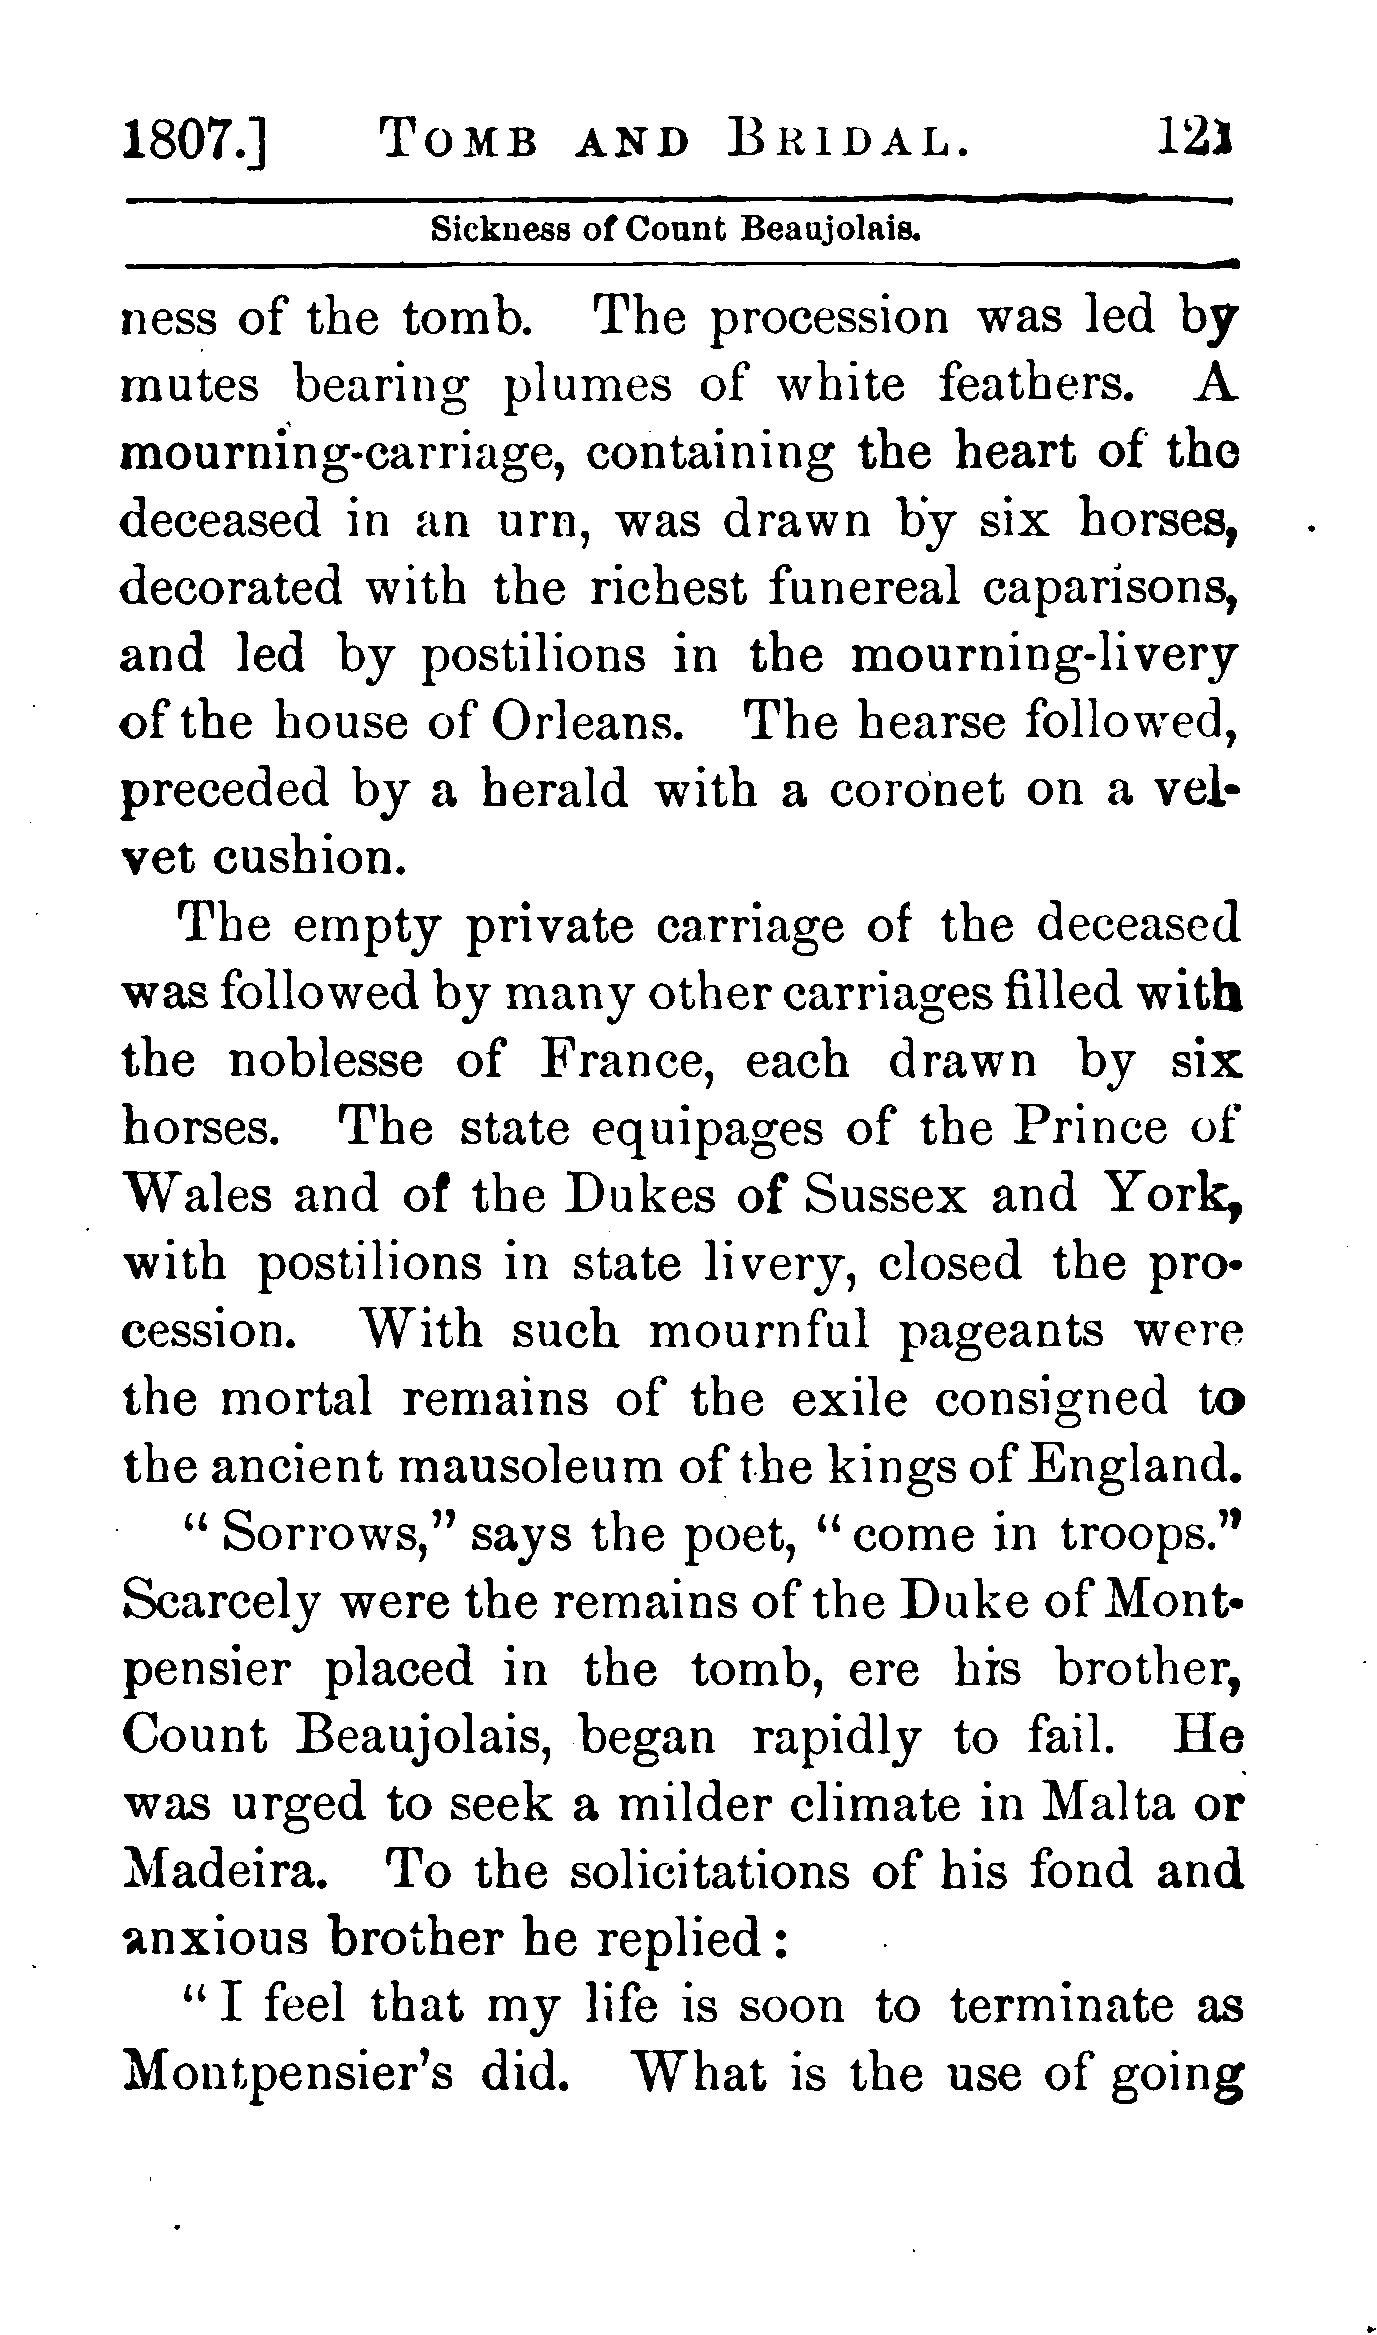 1807.] TOMB AND BRIDAL. 121
Sickness of Count Beaujolais.
ness of the tomb. The procession was led by
mutes bearing plumes of white feathers. A
mourning-carriage, containing the heart of the
deceased in an urn, was drawn by six horses,
decorated with the richest funereal caparisons,
and led by postilions in the mourning-livery
of the house of Orleans. The hearse followed,
preceded by a herald with a coronet on a vel-
vet cushion.
The empty private carriage of the deceased
was followed by many other carriages filled with
the noblesse of France, each drawn by six
horses. The state equipages of the Prince of
Wales and of the Dukes of Sussex and York,
with postilions in state livery, closed the pro-
cession. With such mournful pageants were
the mortal remains of the exile consigned to
the ancient mausoleum of the kings of England.
"Sorrows," says the poet, "come in troops."
Scarcely were the remains of the Duke of Mont-
pensier placed in the tomb, ere his brother,
Count Beaujolais, began rapidly to fail. He
was urged to seek a milder climate in Malta or
Madeira. To the solicitations of his fond and
anxious brother he replied:
"I feel that my life is soon to terminate as
Montpensier's did. What is the use of going